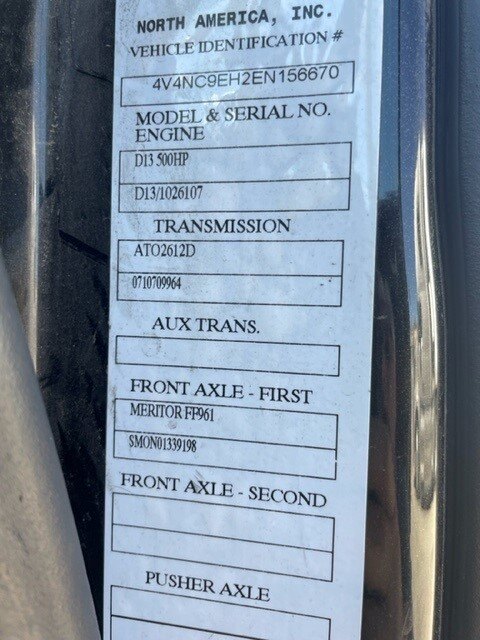 NORTH AMERICA, INC.
VEHICLE IDENTIFICATION #
4V4NC9EH2EN156670
MODEL & SERIAL NO.
ENGINE
D13 500HP
D13/1026107
TRANSMISSION
ATO2612D
0710709964
AUX TRANS.
FRONT AXLE - FIRST
MERITOR FF961
SMON01339198
FRONT AXLE - SECOND
PUSHER AXLE